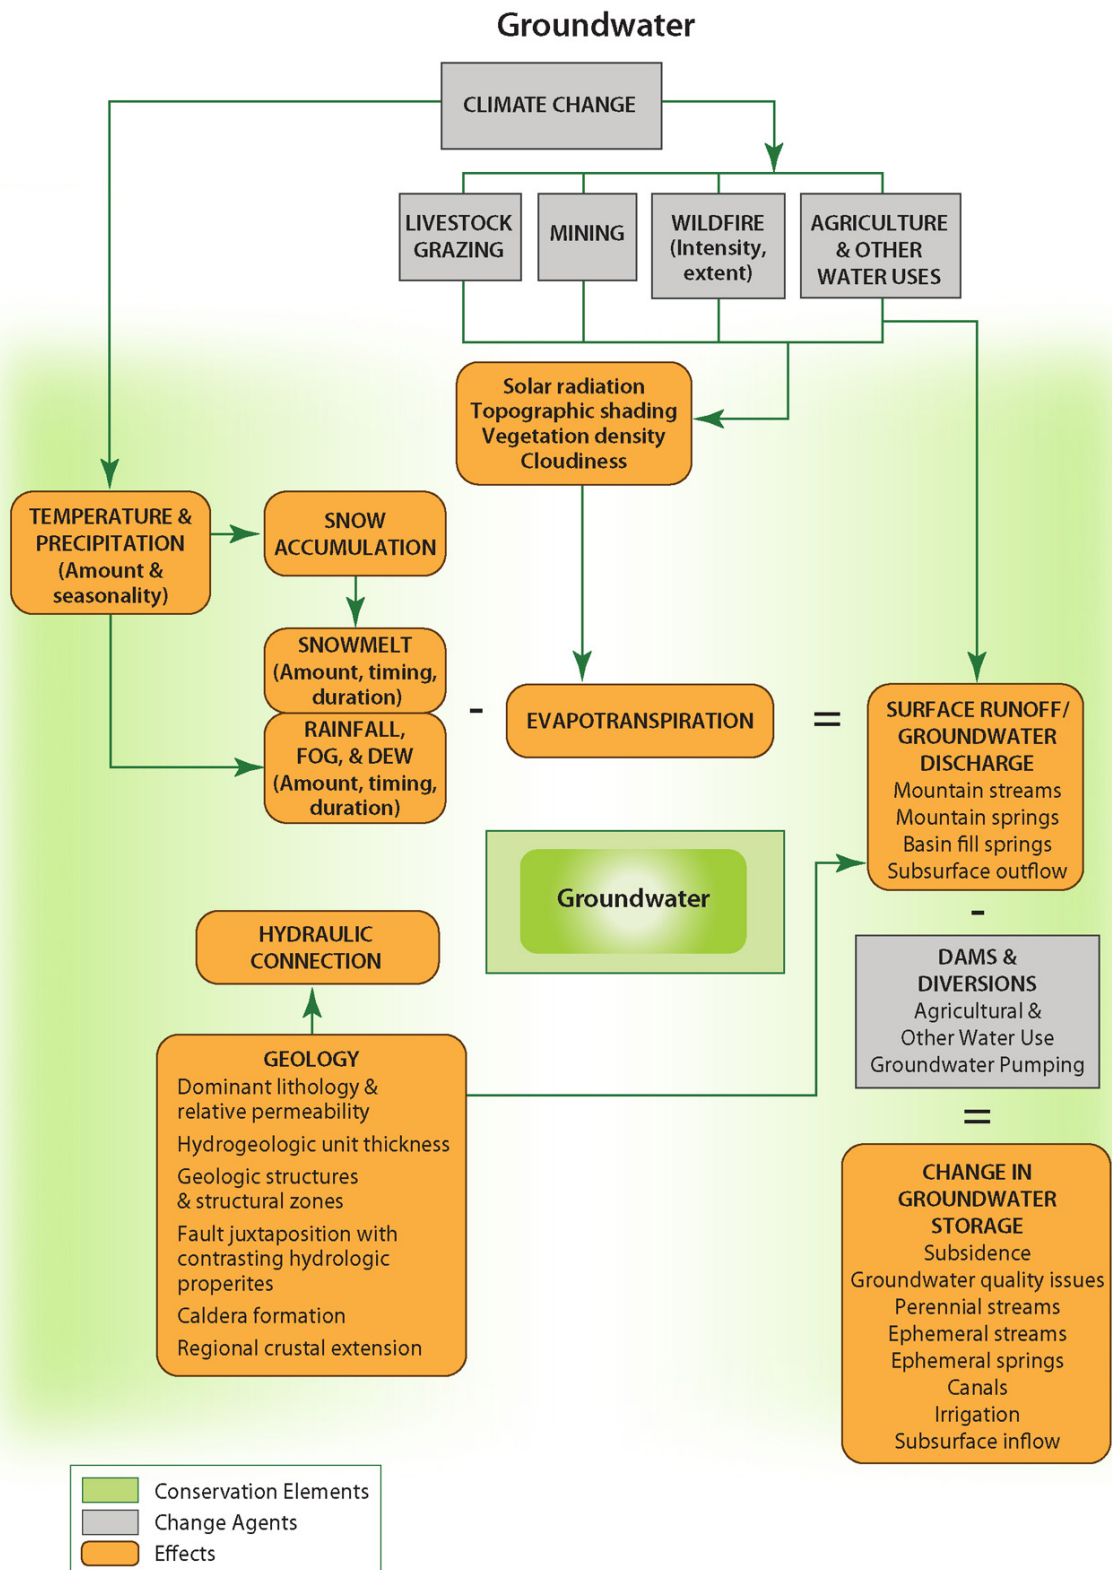 Groundwater
CLIMATE CHANGE
LIVESTOCK
GRAZING
MINING
WILDFIRE
(Intensity,
extent)
AGRICULTURE
& OTHER
WATER USES
Solar radiation
Topographic shading
Vegetation density
Cloudiness
TEMPERATURE &
PRECIPITATION
(Amount &
seasonality)
SNOW
ACCUMULATION
SNOWMELT
(Amount, timing,
duration)
RAINFALL,
FOG, & DEW
(Amount, timing,
duration)
-
EVAPOTRANSPIRATION
=
SURFACE RUNOFF/
GROUNDWATER
DISCHARGE
Mountain streams
Mountain springs
Basin fill springs
Subsurface outflow
Groundwater
-
HYDRAULIC
CONNECTION
DAMS &
DIVERSIONS
Agricultural &
Other Water Use
Groundwater Pumping
=
GEOLOGY
Dominant lithology &
relative permeability
Hydrogeologic unit thickness
Geologic structures
& structural zones
Fault juxtaposition with
contrasting hydrologic
properites
Caldera formation
Regional crustal extension
CHANGE IN
GROUNDWATER
STORAGE
Subsidence
Groundwater quality issues
Perennial streams
Ephemeral streams
Ephemeral springs
Canals
Irrigation
Subsurface inflow
Conservation Elements
Change Agents
Effects